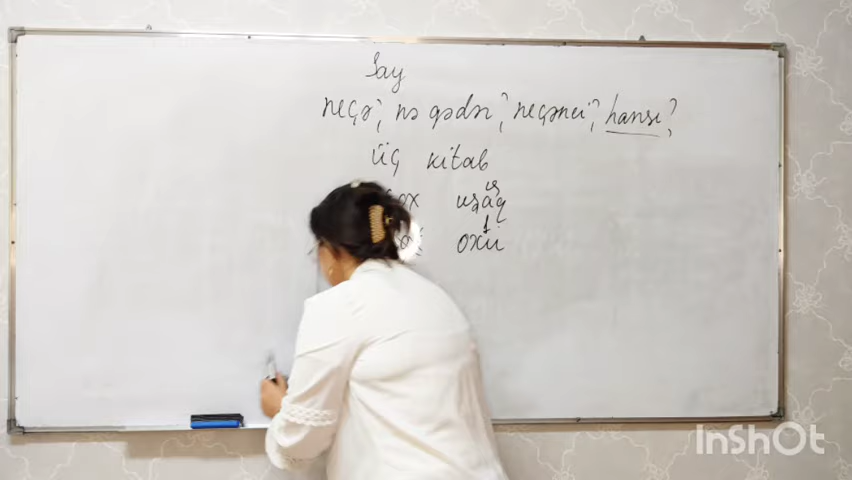 Say
neçə? nə qədər? neçənci? hansı?
üç kitab
uşaq
oxu
InShOt